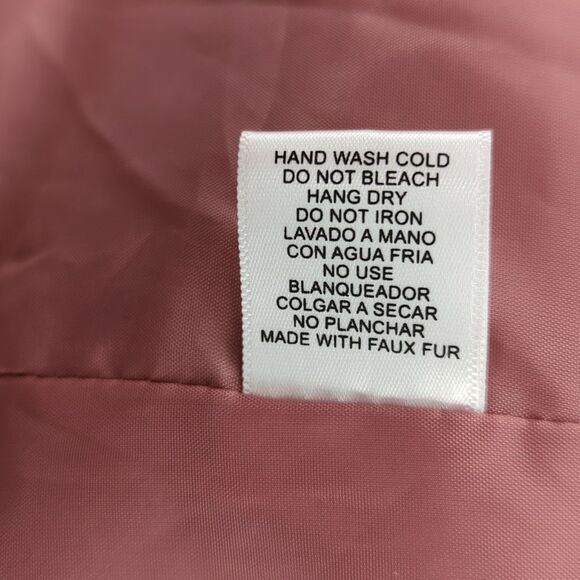 HAND WASH COLD
DO NOT BLEACH
HANG DRY
DO NOT IRON
LAVADO A MANO
CON AGUA FRIA
NO USE
BLANQUEADOR
COLGAR A SECAR
NO PLANCHAR
MADE WITH FAUX FUR